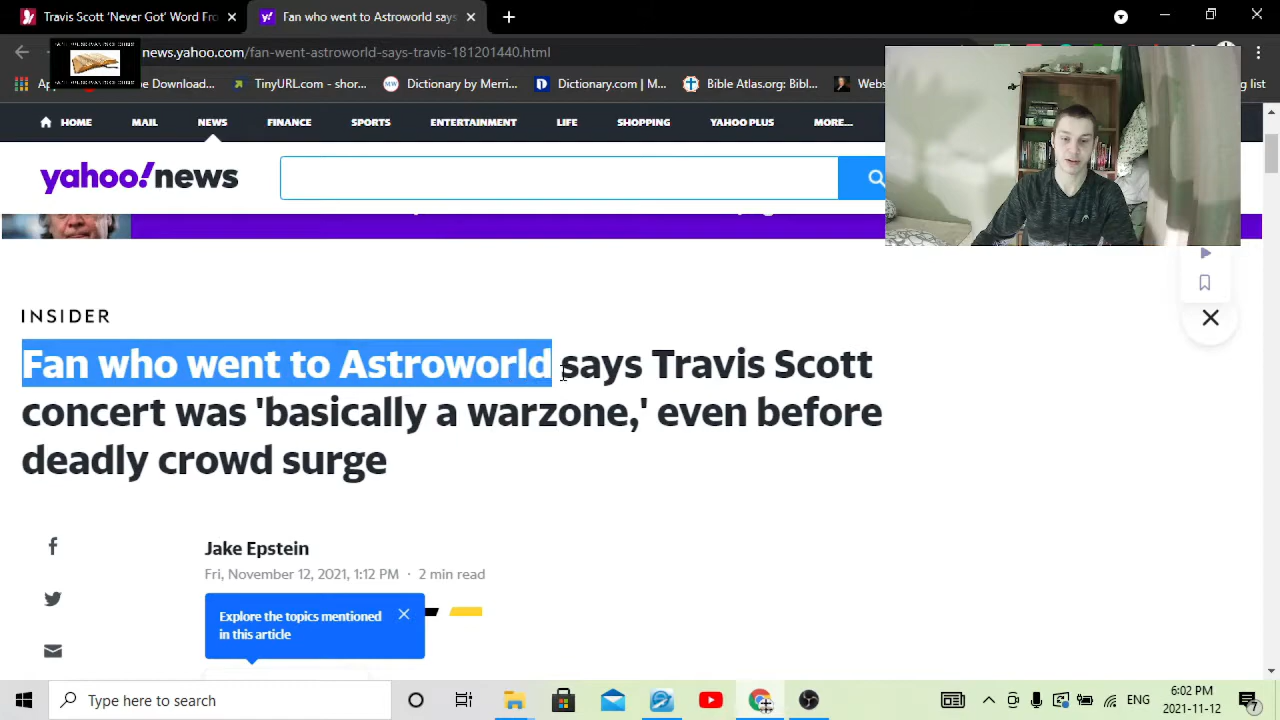 Travis Scott 'Never Got' Word Fro
Fan who went to Astroworld says
news.yahoo.com/fan-went-astroworld-says-travis-181201440.html
e Download...
TinyURL.com - shor...
Dictionary by Merri...
Dictionary.com | M...
Bible Atlas.org: Bibl...
Webs
g list
HOME
MAIL
NEWS
FINANCE
SPORTS
ENTERTAINMENT
LIFE
SHOPPING
YAHOO PLUS
MORE...
yahoo!news
INSIDER
Fan who went to Astroworld says Travis Scott
concert was 'basically a warzone,' even before
deadly crowd surge
Jake Epstein
Fri, November 12, 2021, 1:12 PM · 2 min read
Explore the topics mentioned
in this article
Type here to search
ENG
6:02 PM
2021-11-12
7